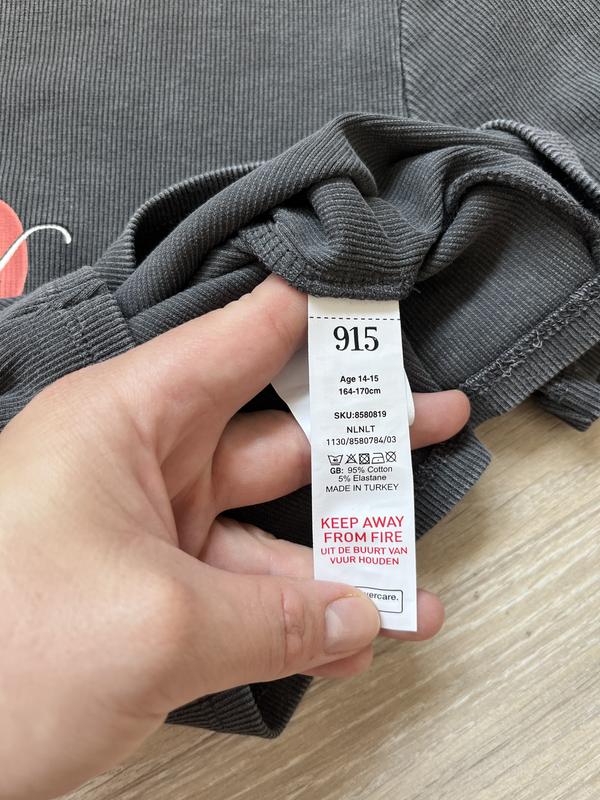 915
Age 14-15
164-170cm
SKU:8580819
NLNLT
1130/8580784/03
GB: 95% Cotton
5% Elastane
MADE IN TURKEY
KEEP AWAY
FROM FIRE
UIT DE BUURT VAN
VUUR HOUDEN